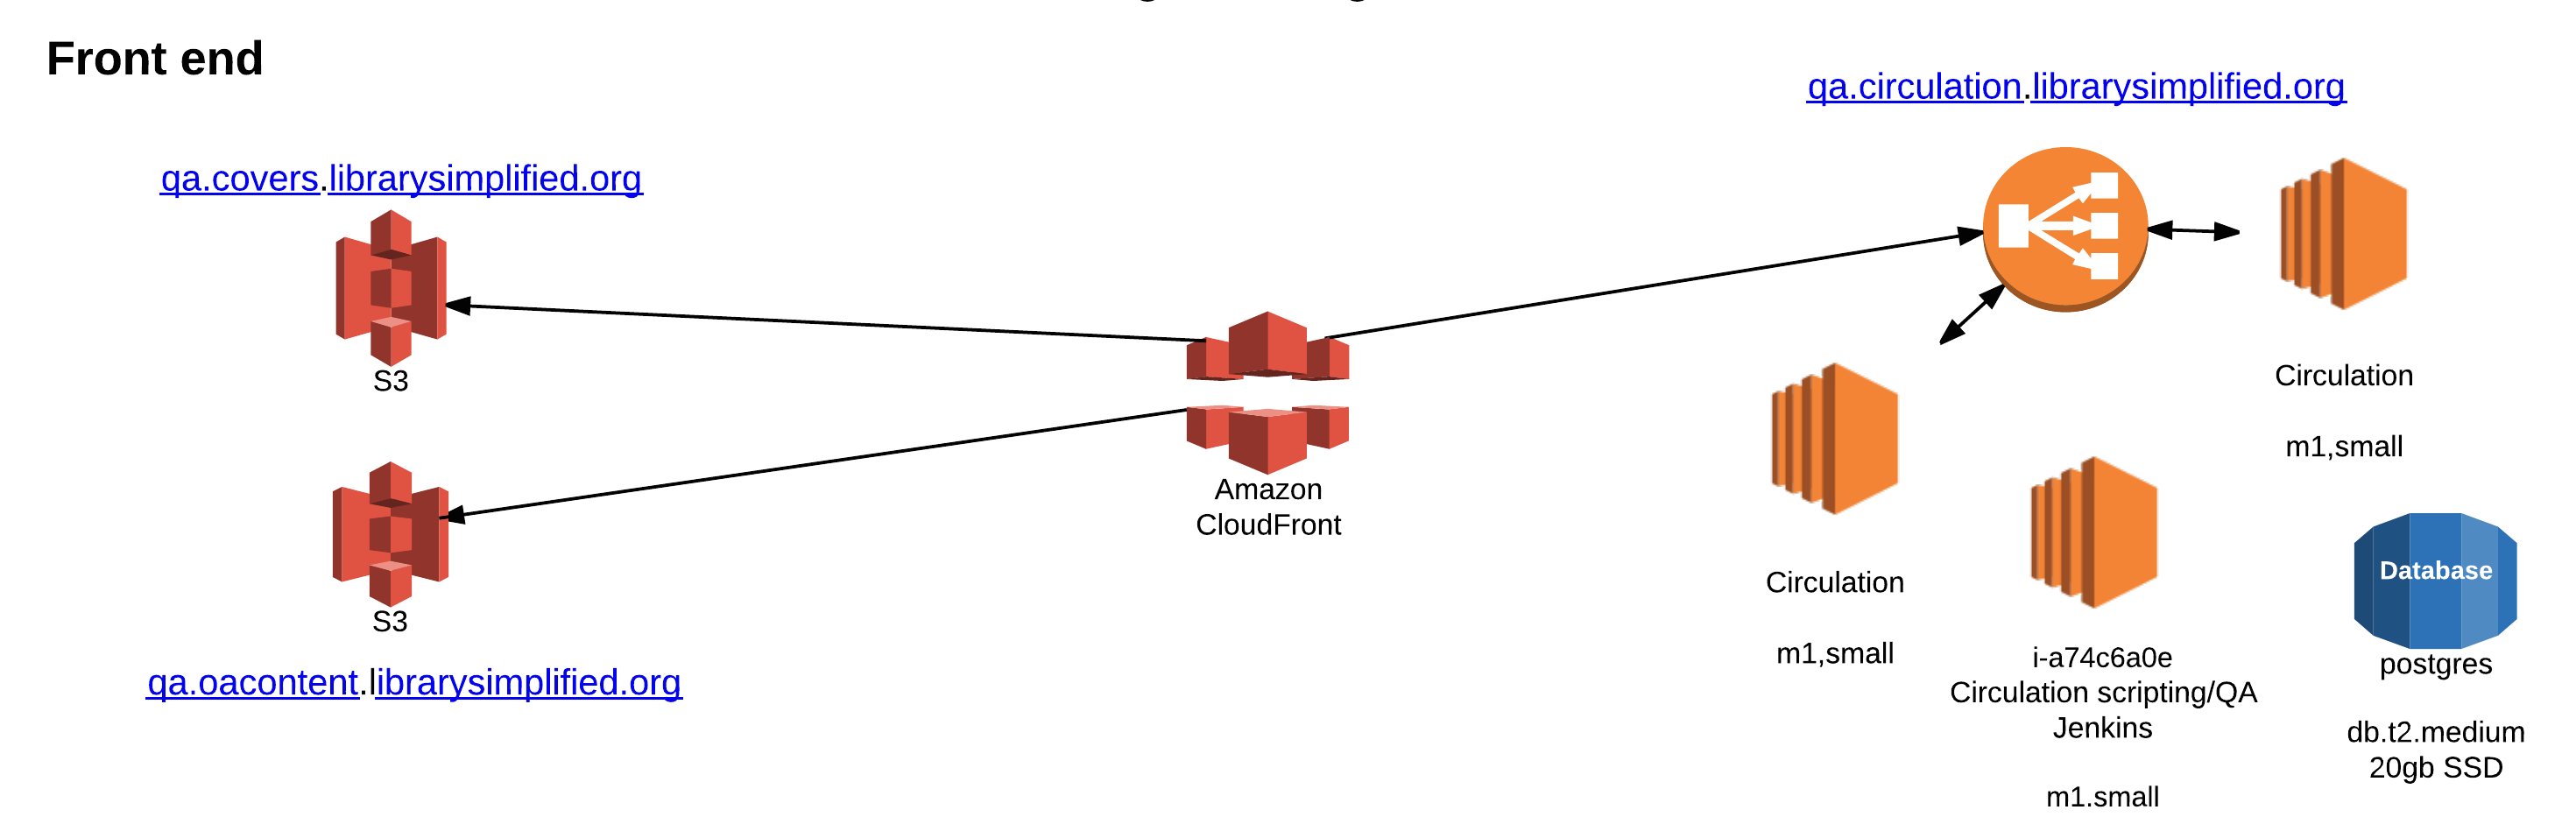 Front end
qa.circulation.librarysimplified.org
qa.covers.librarysimplified.org
S3
Amazon
CloudFront
S3
qa.oacontent.librarysimplified.org
Circulation
m1,small
Circulation
m1,small
i-a74c6a0e
Circulation scripting/QA
Jenkins
m1.small
Database
postgres
db.t2.medium
20gb SSD